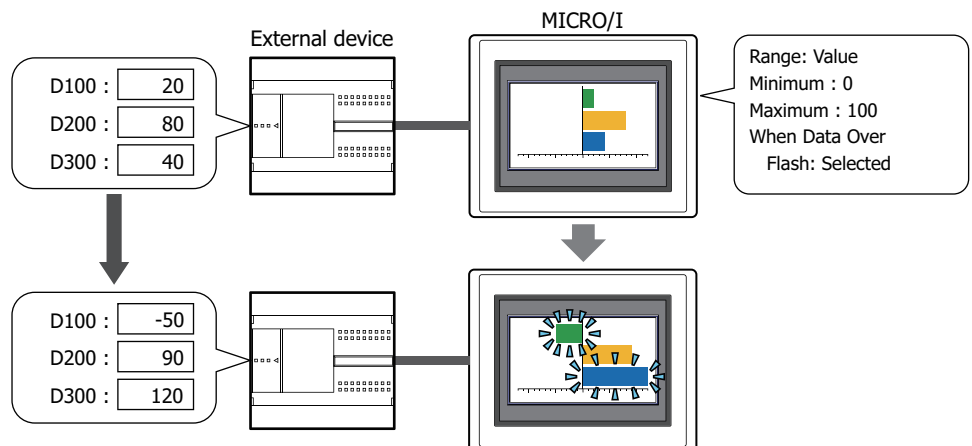 MICRO/I
External device
D100 : 20
D200 : 80
D300 : 40
Range: Value
Minimum : 0
Maximum : 100
When Data Over
Flash: Selected
D100 : -50
D200 : 90
D300 : 120